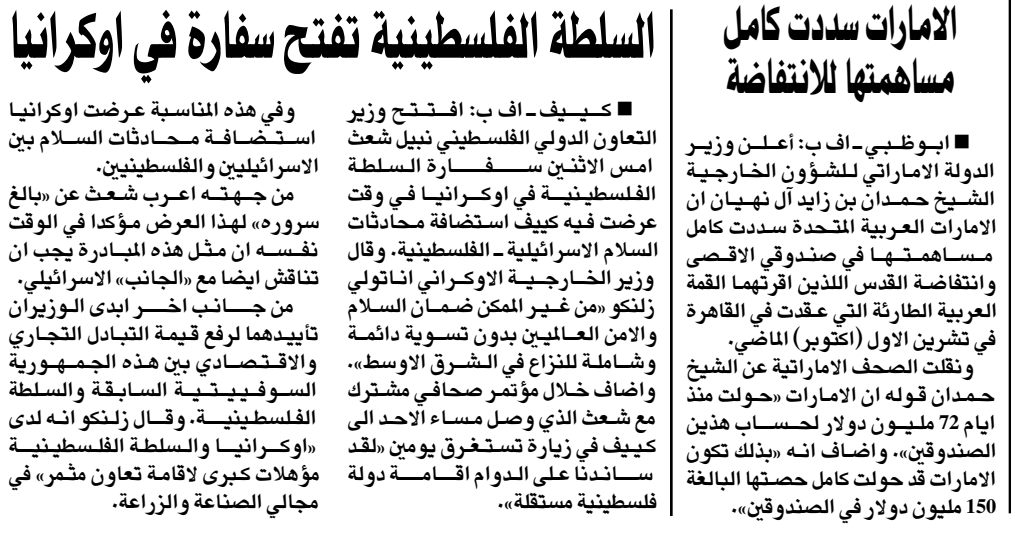 الامارات سددت كامل
مساهمتها للانتفاضة
■ ابوظبي ـ اف ب: أعلن وزير
الدولة الاماراتي للشؤون الخارجية
الشيخ حمدان بن زايد آل نهيان ان
الامارات العربية المتحدة سددت كامل
مساهمتها في صندوقي الاقصى
وانتفاضة القدس اللذين اقرتهما القمة
العربية الطارئة التي عقدت في القاهرة
في تشرين الاول (اكتوبر) الماضي.
ونقلت الصحف الاماراتية عن الشيخ
حمدان قوله ان الامارات «حولت منذ
ايام 72 مليون دولار لحساب هذين
الصندوقين». واضاف انه «بذلك تكون
الامارات قد حولت كامل حصتها البالغة
150 مليون دولار في الصندوقين».
السلطة الفلسطينية تفتح سفارة في اوكرانيا
■ كييف ـ اف ب: افتتح وزير
التعاون الدولي الفلسطيني نبيل شعث
امس الاثنين سفارة السلطة
الفلسطينية في اوكرانيا في وقت
عرضت فيه كييف استضافة محادثات
السلام الاسرائيلية ـ الفلسطينية. وقال
وزير الخارجية الاوكراني اناتولي
زلنكو «من غير الممكن ضمان السلام
والامن العالميين بدون تسوية دائمة
وشاملة للنزاع في الشرق الاوسط».
واضاف خلال مؤتمر صحافي مشترك
مع شعث الذي وصل مساء الاحد الى
كييف في زيارة تستغرق يومين «لقد
ساندنا على الدوام اقامة دولة
فلسطينية مستقلة».
وفي هذه المناسبة عرضت اوكرانيا
استضافة محادثات السلام بين
الاسرائيليين والفلسطينيين.
من جهته اعرب شعث عن «بالغ
سروره» لهذا العرض مؤكدا في الوقت
نفسه ان مثل هذه المبادرة يجب ان
تناقش ايضا مع «الجانب» الاسرائيلي.
من جانب اخر ابدى الوزيران
تأييدهما لرفع قيمة التبادل التجاري
والاقتصادي بين هذه الجمهورية
السوفييتية السابقة والسلطة
الفلسطينية. وقال زلنكو انه لدى
«اوكرانيا والسلطة الفلسطينية
مؤهلات كبرى لاقامة تعاون مثمر» في
مجالي الصناعة والزراعة.